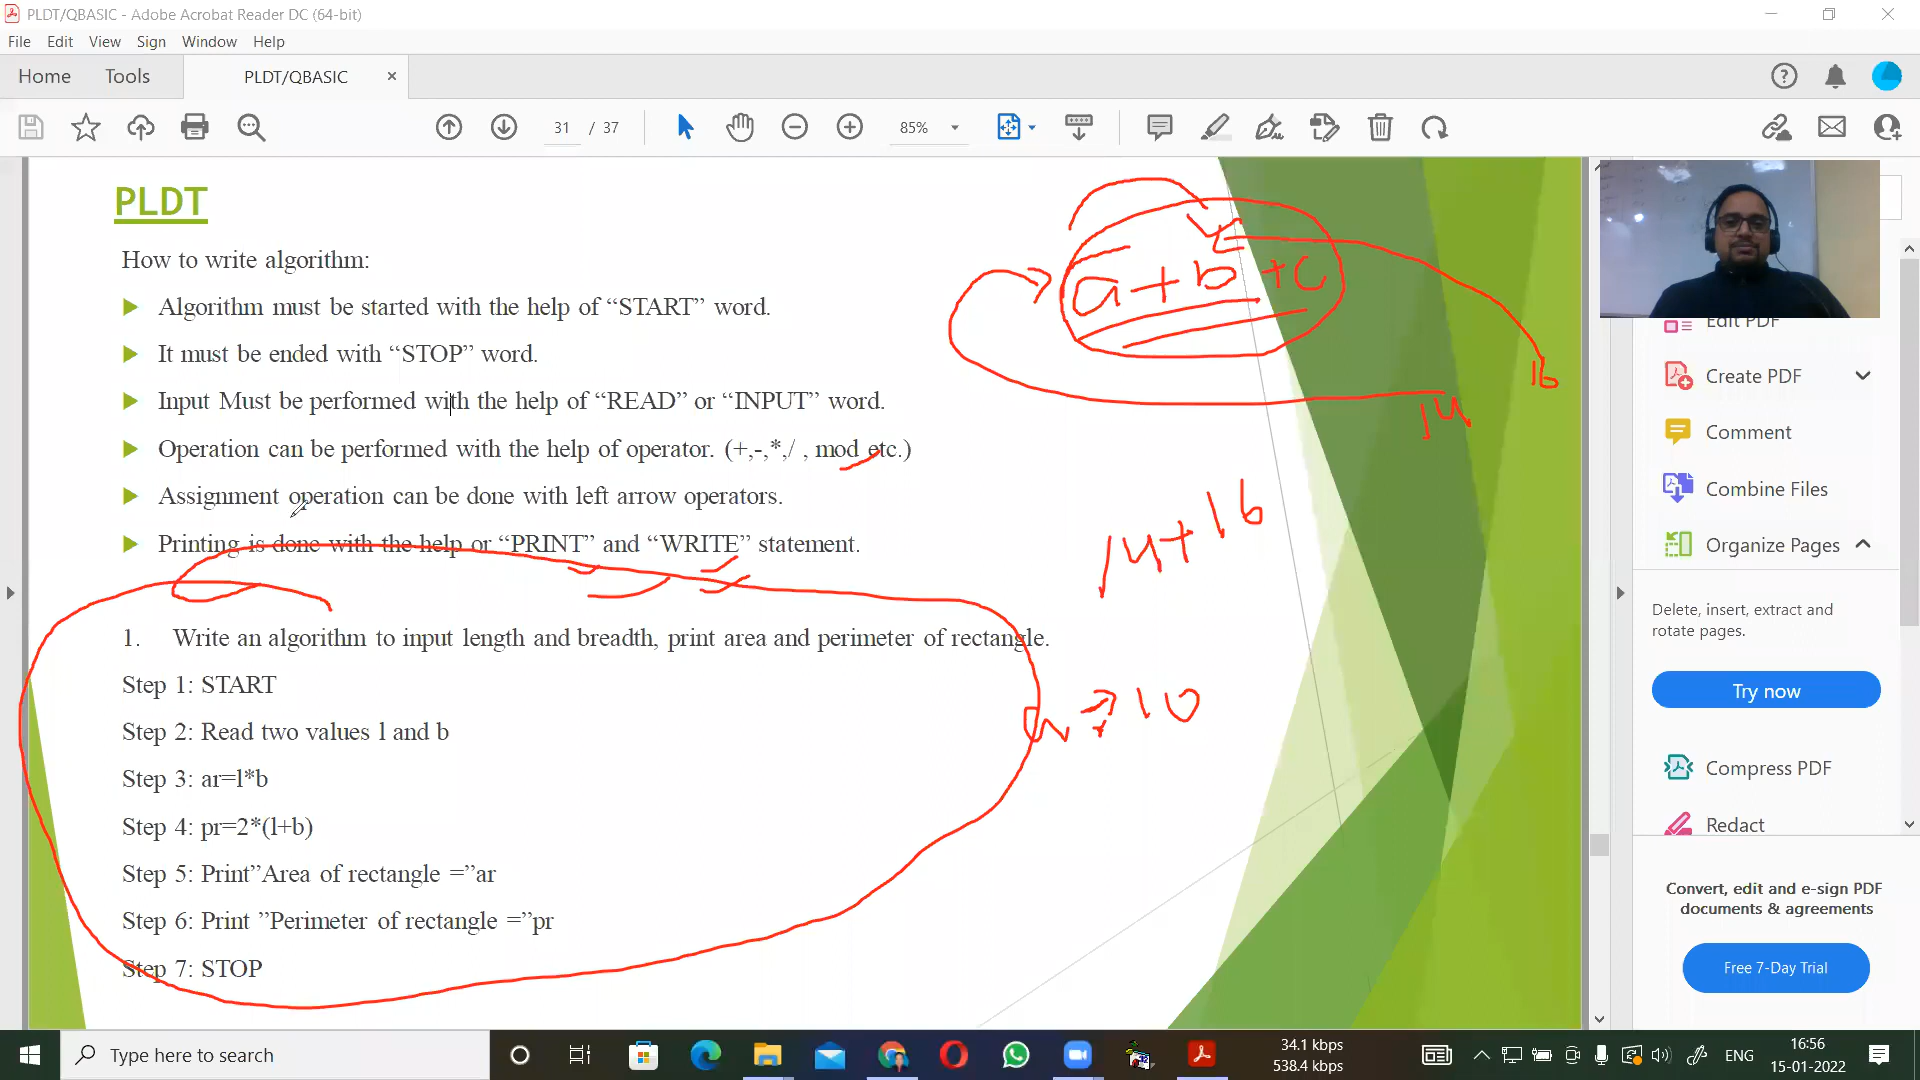 PLDT/QBASIC - Adobe Acrobat Reader DC (64-bit)
File Edit View Sign Window Help
Home Tools PLDT/QBASIC ×
31 / 37 85%
PLDT
How to write algorithm:
Algorithm must be started with the help of “START” word.
It must be ended with “STOP” word.
Input Must be performed with the help of “READ” or “INPUT” word.
Operation can be performed with the help of operator. (+,-,*,/ , mod etc.)
Assignment operation can be done with left arrow operators.
Printing is done with the help or “PRINT” and “WRITE” statement.
1. Write an algorithm to input length and breadth, print area and perimeter of rectangle.
Step 1: START
Step 2: Read two values l and b
Step 3: ar=l*b
Step 4: pr=2*(l+b)
Step 5: Print”Area of rectangle =”ar
Step 6: Print ”Perimeter of rectangle =”pr
Step 7: STOP
a+b+c
16
14
14+16
10
Edit PDF
Create PDF
Comment
Combine Files
Organize Pages
Delete, insert, extract and
rotate pages.
Try now
Compress PDF
Redact
Convert, edit and e-sign PDF
documents & agreements
Free 7-Day Trial
Type here to search
34.1 kbps
538.4 kbps
ENG
16:56
15-01-2022